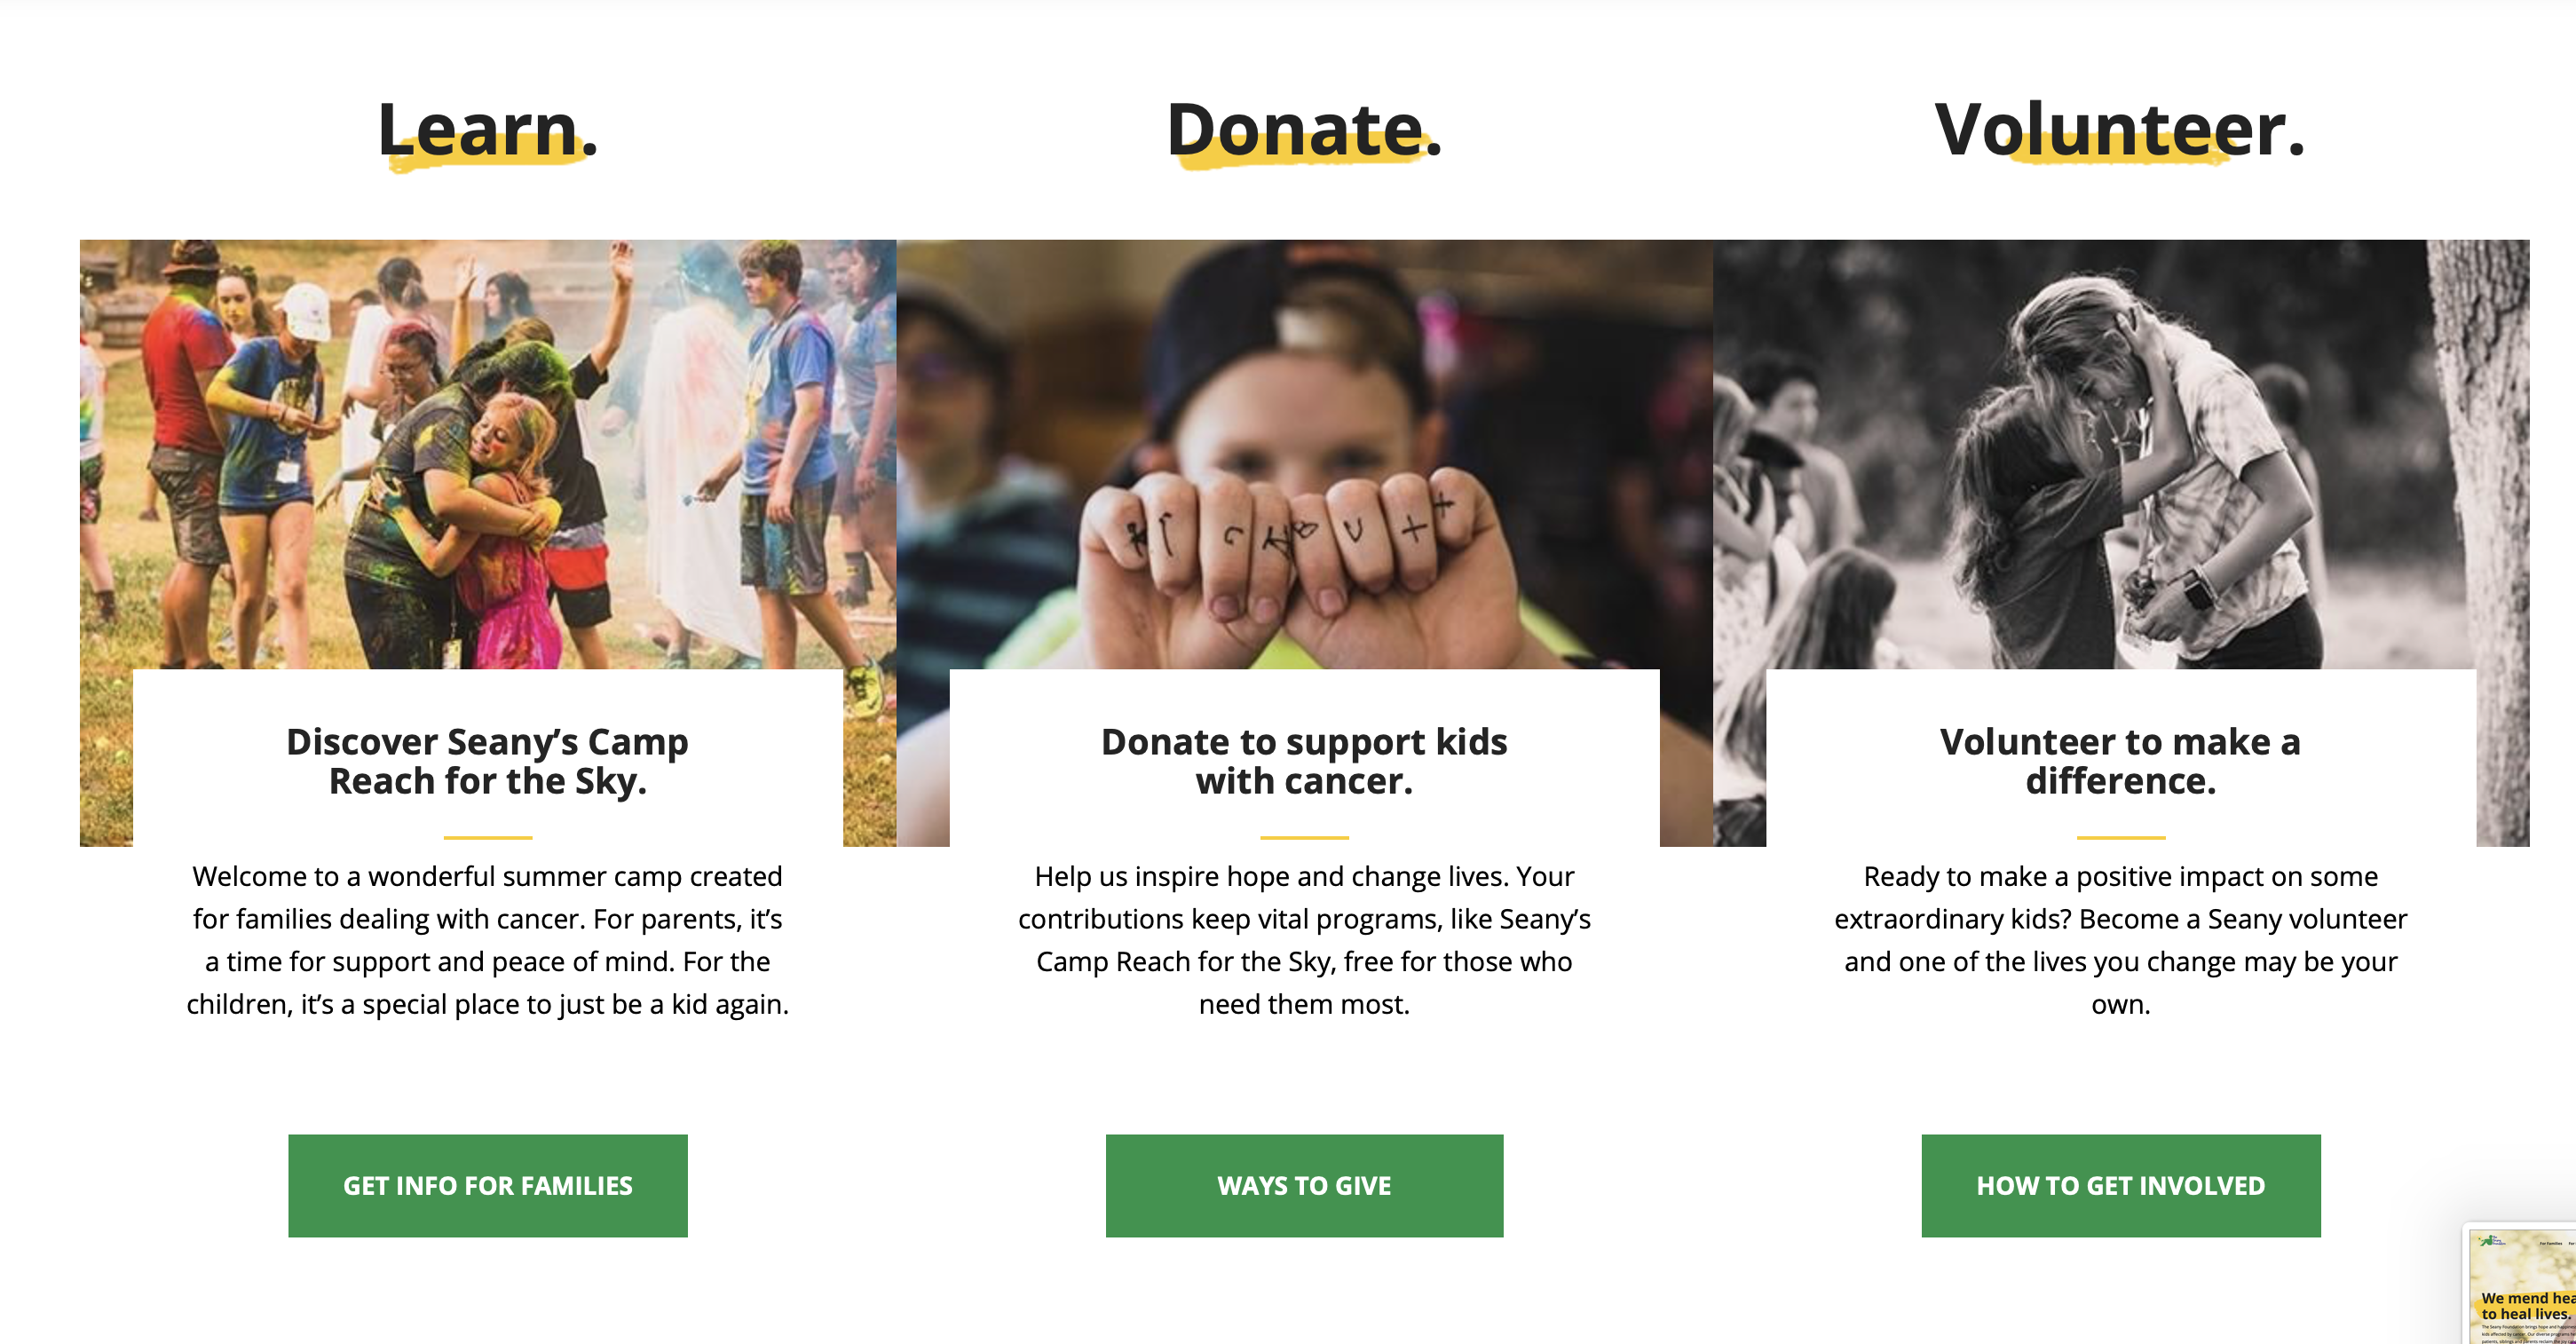 Learn.
Donate.
Volunteer.
Discover Seany’s Camp
Reach for the Sky.
Welcome to a wonderful summer camp created
for families dealing with cancer. For parents, it’s
a time for support and peace of mind. For the
children, it’s a special place to just be a kid again.
GET INFO FOR FAMILIES
Donate to support kids
with cancer.
Help us inspire hope and change lives. Your
contributions keep vital programs, like Seany’s
Camp Reach for the Sky, free for those who
need them most.
WAYS TO GIVE
Volunteer to make a
difference.
Ready to make a positive impact on some
extraordinary kids? Become a Seany volunteer
and one of the lives you change may be your
own.
HOW TO GET INVOLVED
For Families
We mend hea
to heal lives.